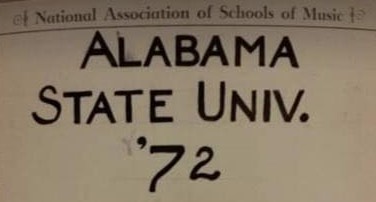 National Association of Schools of Music
ALABAMA
STATE UNIV.
'72